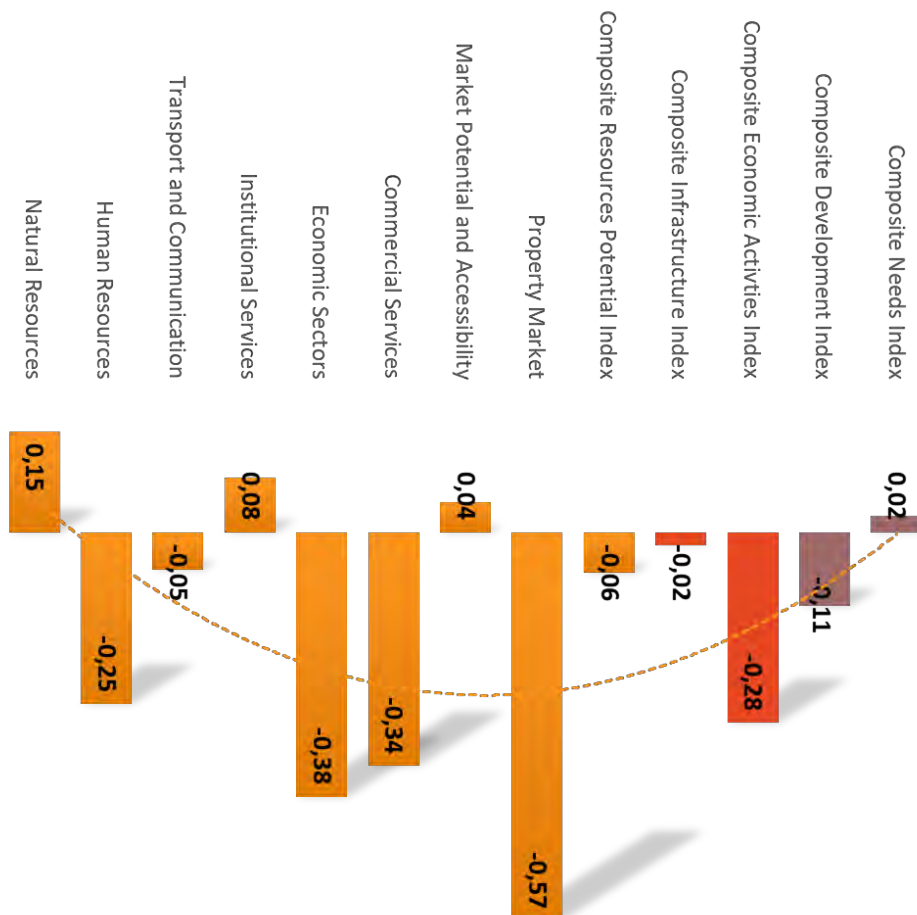 Natural Resources
Human Resources
Transport and Communication
Institutional Services
Economic Sectors
Commercial Services
Market Potential and Accessibility
Property Market
Composite Resources Potential Index
Composite Infrastructure Index
Composite Economic Activties Index
Composite Development Index
Composite Needs Index
0,15
-0,25
-0,05
0,08
-0,38
-0,34
0,04
-0,57
-0,06
-0,02
-0,28
-0,11
0,02